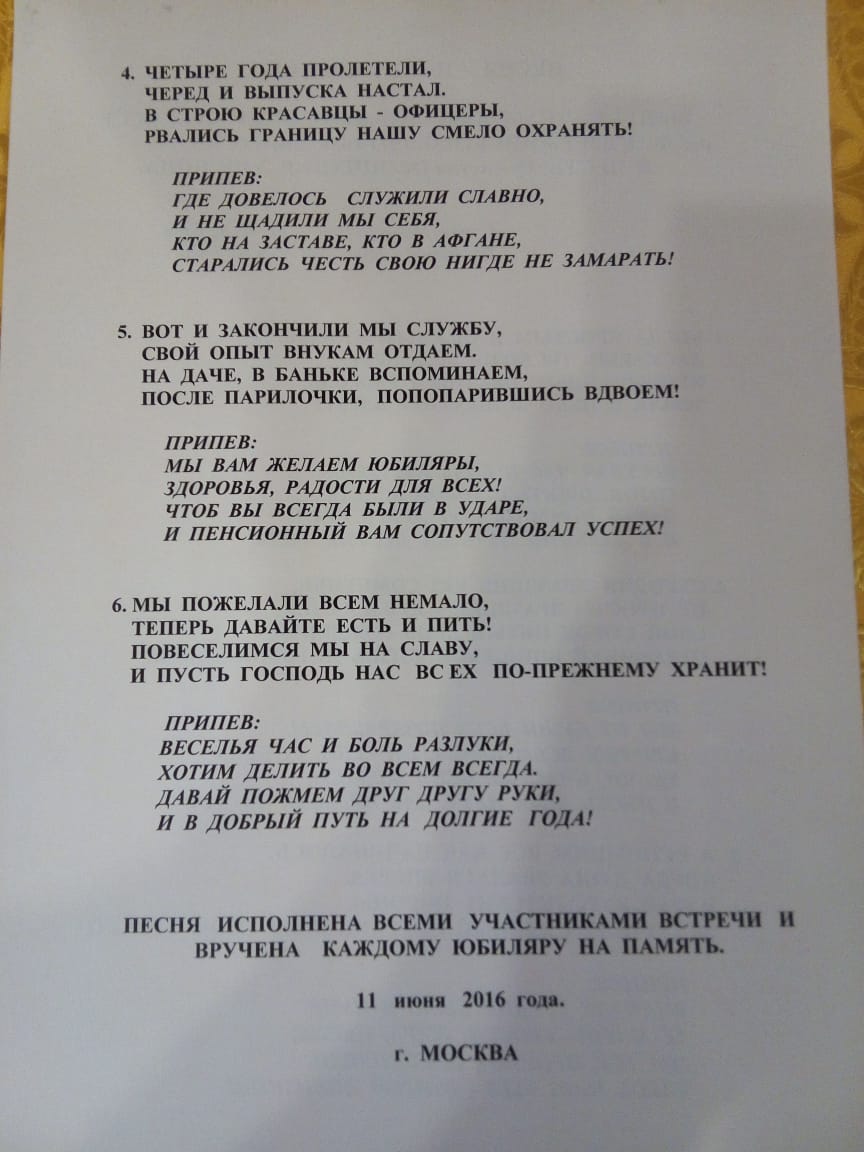 4. ЧЕТЫРЕ ГОДА ПРОЛЕТЕЛИ,
ЧЕРЕД И ВЫПУСКА НАСТАЛ.
В СТРОЮ КРАСАВЦЫ - ОФИЦЕРЫ,
РВАЛИСЬ ГРАНИЦУ НАШУ СМЕЛО ОХРАНЯТЬ!
ПРИПЕВ:
ГДЕ ДОВЕЛОСЬ СЛУЖИЛИ СЛАВНО,
И НЕ ЩАДИЛИ МЫ СЕБЯ,
КТО НА ЗАСТАВЕ, КТО В АФГАНЕ,
СТАРАЛИСЬ ЧЕСТЬ СВОЮ НИГДЕ НЕ ЗАМАРАТЬ!
5. ВОТ И ЗАКОНЧИЛИ МЫ СЛУЖБУ,
СВОЙ ОПЫТ ВНУКАМ ОТДАЕМ.
НА ДАЧЕ, В БАНЬКЕ ВСПОМИНАЕМ,
ПОСЛЕ ПАРИЛОЧКИ, ПОПОПАРИВШИСЬ ВДВОЕМ!
ПРИПЕВ:
МЫ ВАМ ЖЕЛАЕМ ЮБИЛЯРЫ,
ЗДОРОВЬЯ, РАДОСТИ ДЛЯ ВСЕХ!
ЧТОБ ВЫ ВСЕГДА БЫЛИ В УДАРЕ,
И ПЕНСИОННЫЙ ВАМ СОПУТСТВОВАЛ УСПЕХ!
6. МЫ ПОЖЕЛАЛИ ВСЕМ НЕМАЛО,
ТЕПЕРЬ ДАВАЙТЕ ЕСТЬ И ПИТЬ!
ПОВЕСЕЛИМСЯ МЫ НА СЛАВУ,
И ПУСТЬ ГОСПОДЬ НАС ВС ЕХ ПО-ПРЕЖНЕМУ ХРАНИТ!
ПРИПЕВ:
ВЕСЕЛЬЯ ЧАС И БОЛЬ РАЗЛУКИ,
ХОТИМ ДЕЛИТЬ ВО ВСЕМ ВСЕГДА.
ДАВАЙ ПОЖМЕМ ДРУГ ДРУГУ РУКИ,
И В ДОБРЫЙ ПУТЬ НА ДОЛГИЕ ГОДА!
ПЕСНЯ ИСПОЛНЕНА ВСЕМИ УЧАСТНИКАМИ ВСТРЕЧИ И
ВРУЧЕНА КАЖДОМУ ЮБИЛЯРУ НА ПАМЯТЬ.
11 июня 2016 года.
г. МОСКВА